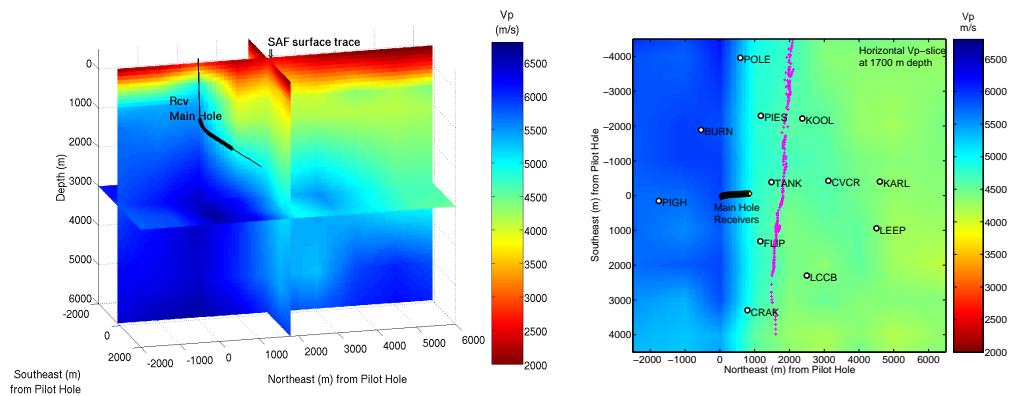 Vp
(m/s)
SAF surface trace
Rcv
Main Hole
Depth (m)
0
1000
2000
3000
4000
5000
6000
-2000
0
2000
Southeast (m)
from Pilot Hole
-2000
-1000
0
1000
2000
3000
4000
5000
6000
Northeast (m) from Pilot Hole
6500
6000
5500
5000
4500
4000
3500
3000
2500
2000
Horizontal Vp-slice
at 1700 m depth
POLE
PIES
KOOL
BURN
TANK
CVCR
KARL
PIGH
Main Hole
Receivers
LEEP
FLIP
LCCB
CRAK
Southeast (m) from Pilot Hole
−4000
−3000
−2000
−1000
0
1000
2000
3000
4000
−2000
−1000
0
1000
2000
3000
4000
5000
6000
Northeast (m) from Pilot Hole
Vp
m/s
6500
6000
5500
5000
4500
4000
3500
3000
2500
2000